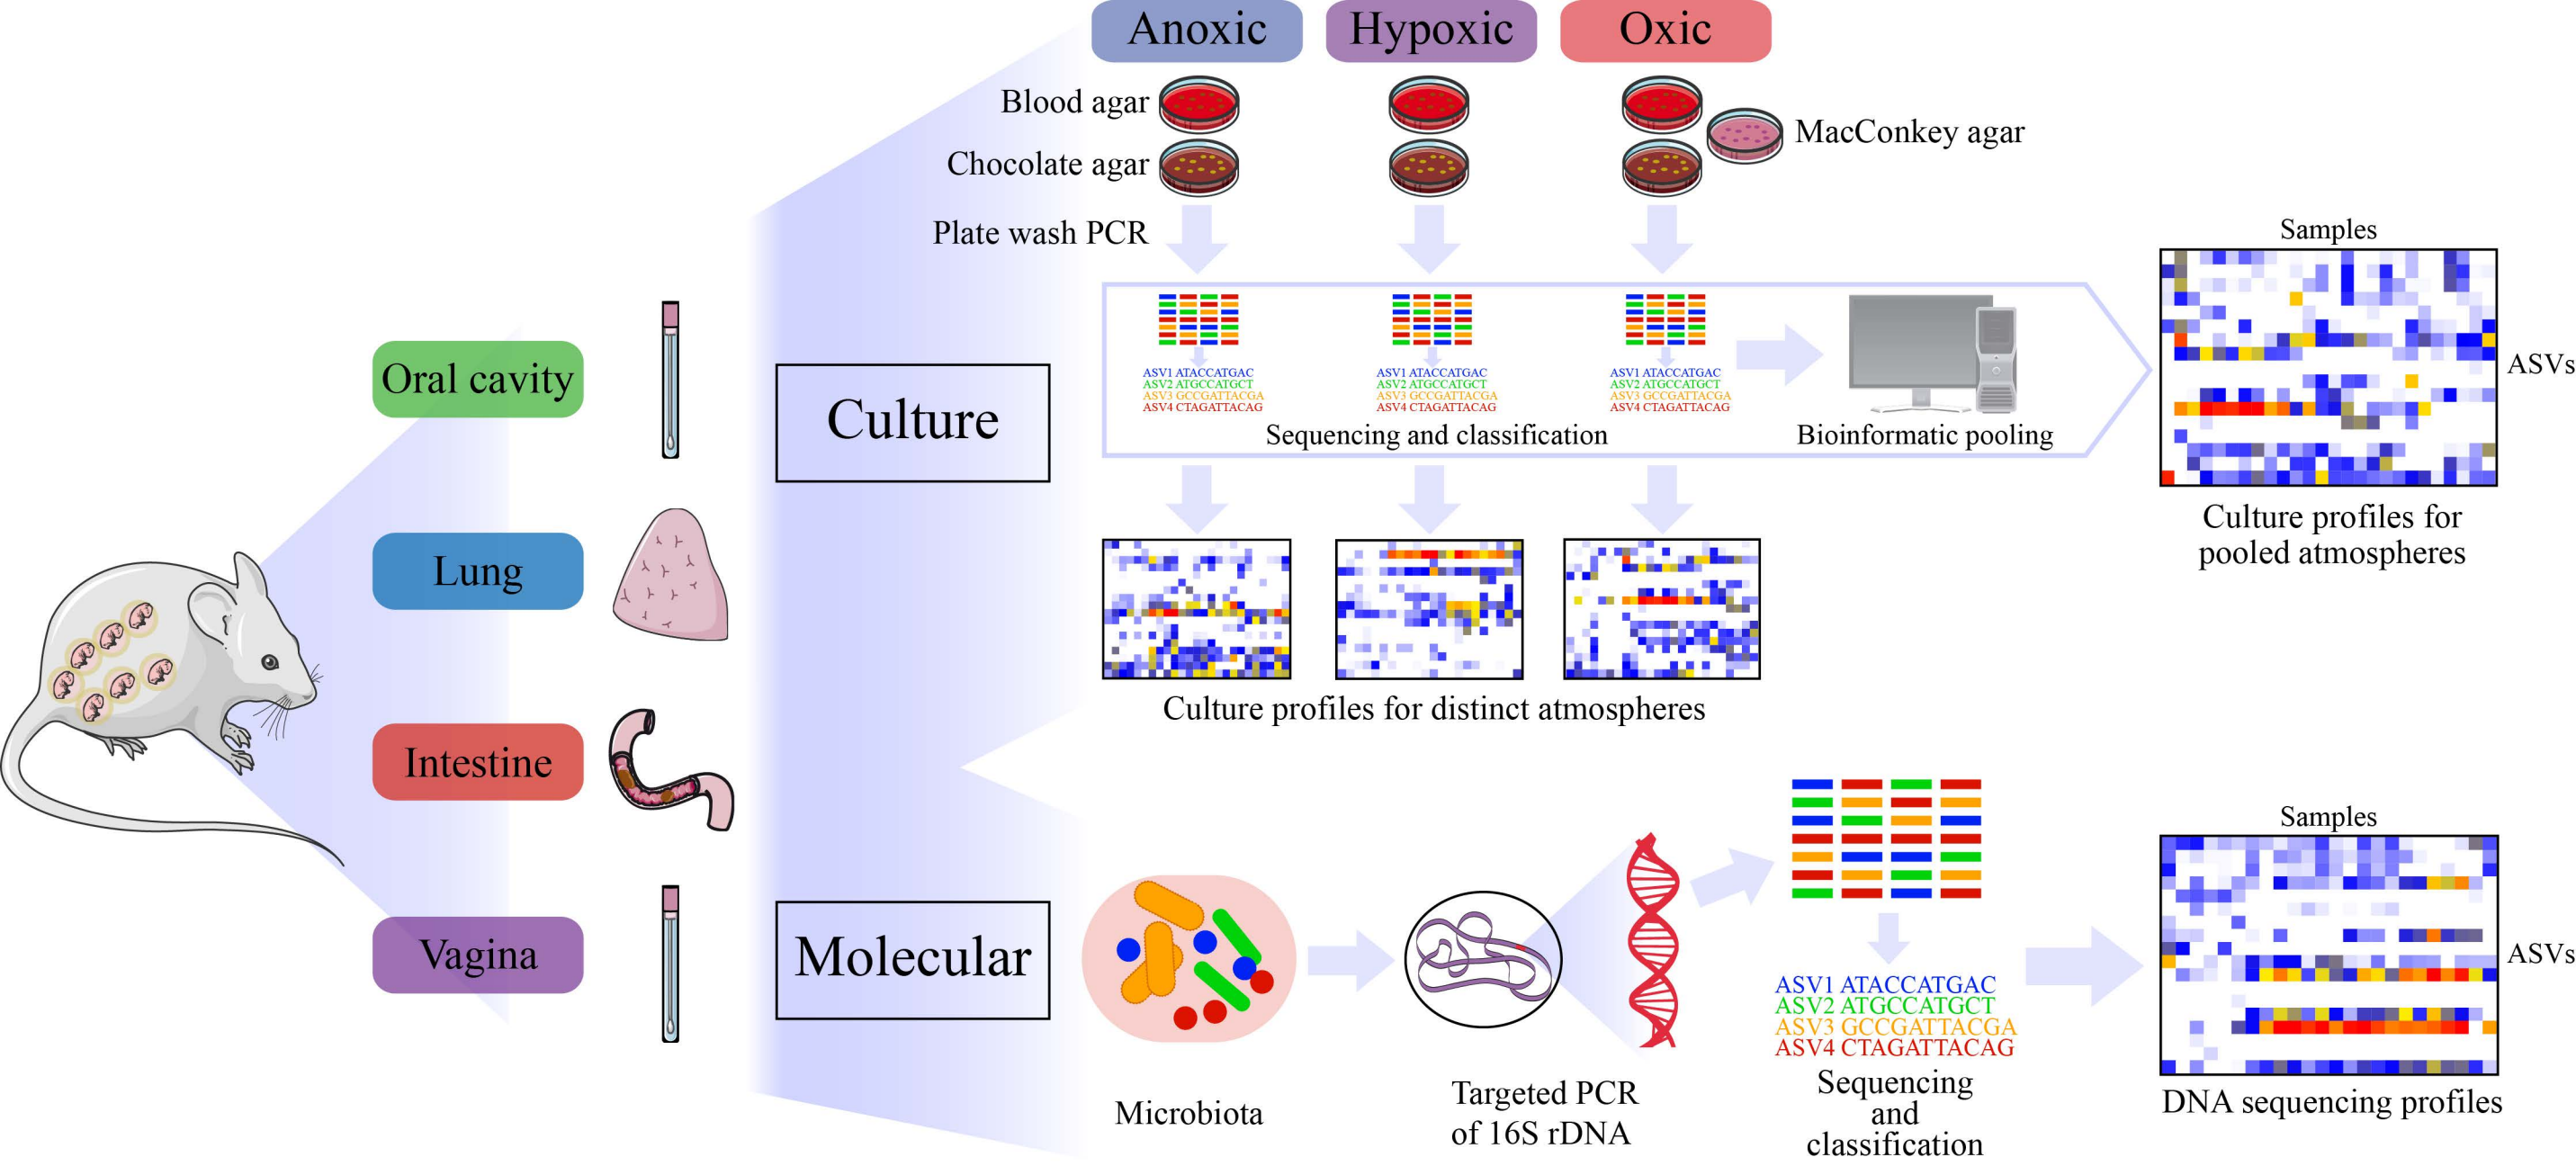 Anoxic
Hypoxic
Oxic
Blood agar
MacConkey agar
Chocolate agar
Plate wash PCR
ASV1 ATACCATGAC
ASV2 ATGCCATGCT
ASV3 GCCGATTACGA
ASV4 CTAGATTACAG
ASV1 ATACCATGAC
ASV2 ATGCCATGCT
ASV3 GCCGATTACGA
ASV4 CTAGATTACAG
ASV1 ATACCATGAC
ASV2 ATGCCATGCT
ASV3 GCCGATTACGA
ASV4 CTAGATTACAG
Sequencing and classification
Bioinformatic pooling
Samples
ASVs
Culture profiles for
pooled atmospheres
Culture profiles for distinct atmospheres
Oral cavity
Lung
Intestine
Vagina
Culture
Molecular
Microbiota
Targeted PCR
of 16S rDNA
ASV1 ATACCATGAC
ASV2 ATGCCATGCT
ASV3 GCCGATTACGA
ASV4 CTAGATTACAG
Sequencing
and
classification
Samples
ASVs
DNA sequencing profiles